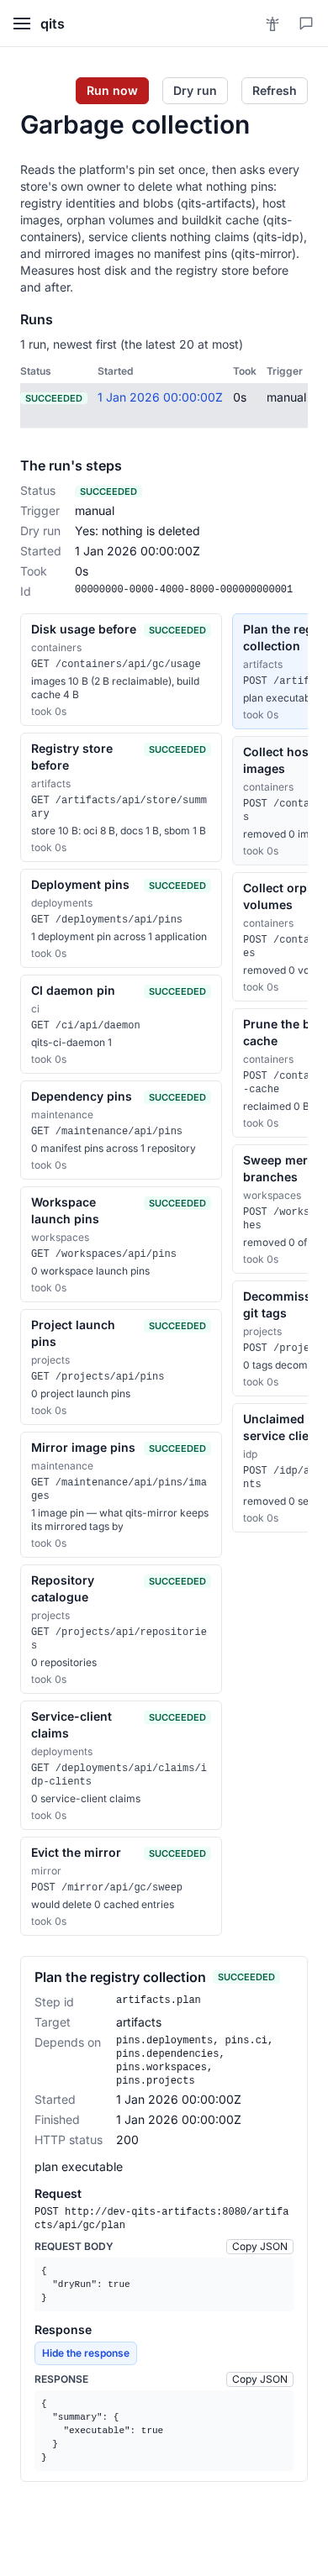 qits
Run now
Dry run
Refresh
Garbage collection
Reads the platform's pin set once, then asks every
store's own owner to delete what nothing pins:
registry identities and blobs (qits-artifacts), host
images, orphan volumes and buildkit cache (qits-
containers), service clients nothing claims (qits-idp),
and mirrored images no manifest pins (qits-mirror).
Measures host disk and the registry store before
and after.
Runs
1 run, newest first (the latest 20 at most)
Status Started Took Trigger
SUCCEEDED 1 Jan 2026 00:00:00Z 0s manual
The run's steps
Status SUCCEEDED
Trigger manual
Dry run Yes: nothing is deleted
Started 1 Jan 2026 00:00:00Z
Took 0s
Id 00000000-0000-4000-8000-000000000001
Disk usage before SUCCEEDED
containers
GET /containers/api/gc/usage
images 10 B (2 B reclaimable), build
cache 4 B
took 0s
Registry store
before
SUCCEEDED
artifacts
GET /artifacts/api/store/summ
ary
store 10 B: oci 8 B, docs 1 B, sbom 1 B
took 0s
Deployment pins SUCCEEDED
deployments
GET /deployments/api/pins
1 deployment pin across 1 application
took 0s
CI daemon pin SUCCEEDED
ci
GET /ci/api/daemon
qits-ci-daemon 1
took 0s
Dependency pins SUCCEEDED
maintenance
GET /maintenance/api/pins
0 manifest pins across 1 repository
took 0s
Workspace
launch pins
SUCCEEDED
workspaces
GET /workspaces/api/pins
0 workspace launch pins
took 0s
Project launch
pins
SUCCEEDED
projects
GET /projects/api/pins
0 project launch pins
took 0s
Mirror image pins SUCCEEDED
maintenance
GET /maintenance/api/pins/ima
ges
1 image pin — what qits-mirror keeps
its mirrored tags by
took 0s
Repository
catalogue
SUCCEEDED
projects
GET /projects/api/repositorie
s
0 repositories
took 0s
Service-client
claims
SUCCEEDED
deployments
GET /deployments/api/claims/i
dp-clients
0 service-client claims
took 0s
Evict the mirror SUCCEEDED
mirror
POST /mirror/api/gc/sweep
would delete 0 cached entries
took 0s
Plan the reg
collection
artifacts
POST /artif
plan executab
took 0s
Collect hos
images
containers
POST /conta
s
removed 0 im
took 0s
Collect orp
volumes
containers
POST /conta
es
removed 0 vo
took 0s
Prune the b
cache
containers
POST /conta
-cache
reclaimed 0 B
took 0s
Sweep mer
branches
workspaces
POST /works
hes
removed 0 of
took 0s
Decommiss
git tags
projects
POST /proje
0 tags decom
took 0s
Unclaimed
service clie
idp
POST /idp/a
nts
removed 0 se
took 0s
Plan the registry collection SUCCEEDED
Step id artifacts.plan
Target artifacts
Depends on pins.deployments, pins.ci,
pins.dependencies,
pins.workspaces,
pins.projects
Started 1 Jan 2026 00:00:00Z
Finished 1 Jan 2026 00:00:00Z
HTTP status 200
plan executable
Request
POST http://dev-qits-artifacts:8080/artifa
cts/api/gc/plan
REQUEST BODY Copy JSON
{
"dryRun": true
}
Response
Hide the response
RESPONSE Copy JSON
{
"summary": {
"executable": true
}
}